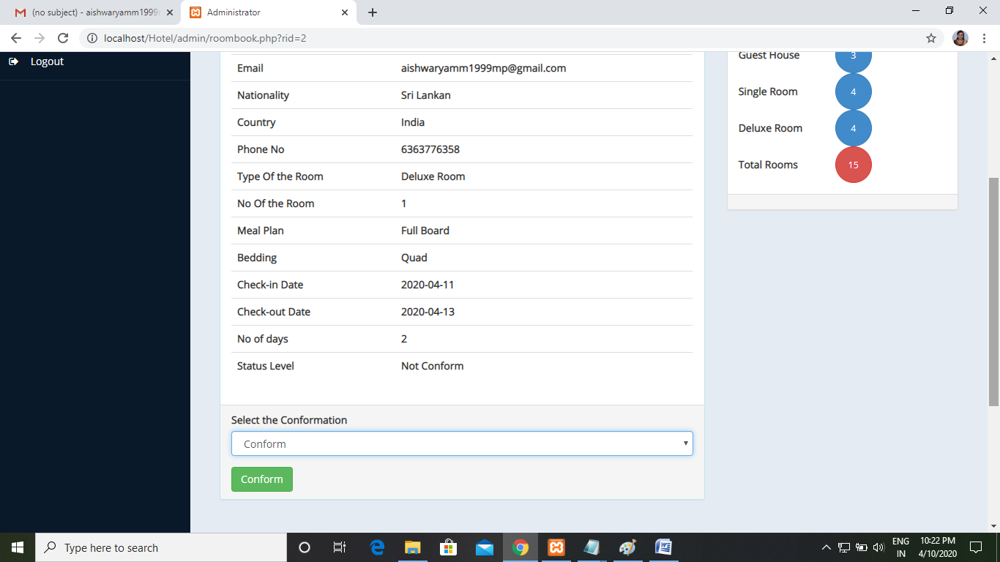 (no subject) - aishwaryamm1999
Administrator
localhost/Hotel/admin/roombook.php?rid=2
Logout
Email aishwaryamm1999mp@gmail.com
Nationality Sri Lankan
Country India
Phone No 6363776358
Type Of the Room Deluxe Room
No Of the Room 1
Meal Plan Full Board
Bedding Quad
Check-in Date 2020-04-11
Check-out Date 2020-04-13
No of days 2
Status Level Not Conform
Select the Conformation
Conform
Conform
Guest House 3
Single Room 4
Deluxe Room 4
Total Rooms 15
Type here to search
ENG
IN
10:22 PM
4/10/2020